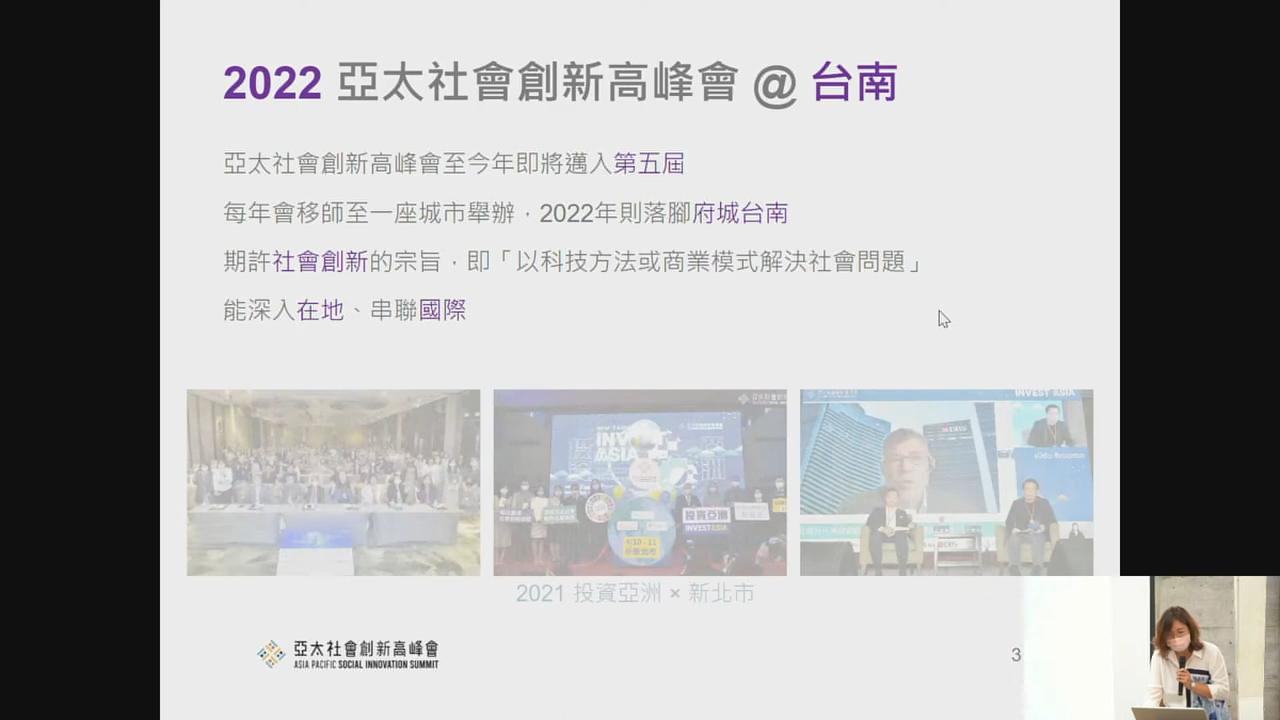 2022 亞太社會創新高峰會 @ 台南
亞太社會創新高峰會至今年即將邁入第五屆
每年會移師至一座城市舉辦，2022年則落腳府城台南
期許社會創新的宗旨，即「以科技方法或商業模式解決社會問題」
能深入在地、串聯國際
INVEST
ASIA
投資亞洲
INVEST ASIA
INVEST ASIA
2021 投資亞洲 × 新北市
亞太社會創新高峰會
ASIA PACIFIC SOCIAL INNOVATION SUMMIT
3